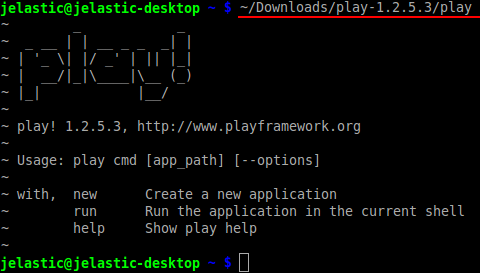 jelastic@jelastic-desktop ~ $ ~/Downloads/play-1.2.5.3/play
~        _            _
~  _ __ | | __ _ _  _| |
~ | '_ \| |/ _' | || |_|
~ |  __/|_|\____|\__ (_)
~ |_|            |__/
~
~ play! 1.2.5.3, http://www.playframework.org
~
~ Usage: play cmd [app_path] [--options]
~
~ with,  new      Create a new application
~        run      Run the application in the current shell
~        help     Show play help
~
jelastic@jelastic-desktop ~ $